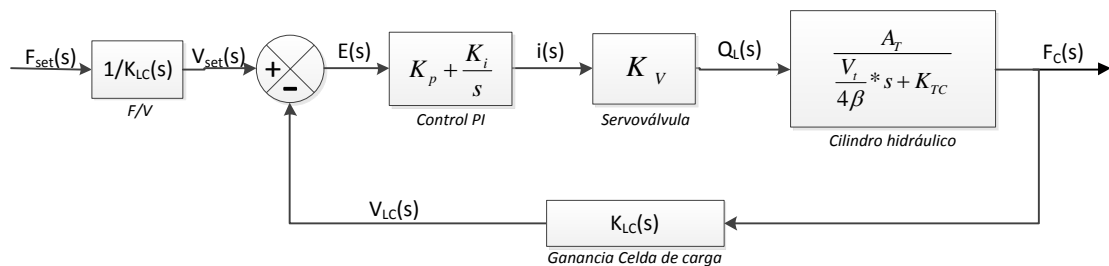 F_set(s)
1/K_LC(s)
F/V
V_set(s)
+
-
E(s)
K_p + K_i / s
Control PI
i(s)
K_V
Servoválvula
Q_L(s)
A_T
V_t / 4β * s + K_TC
Cilindro hidráulico
F_C(s)
V_LC(s)
K_LC(s)
Ganancia Celda de carga